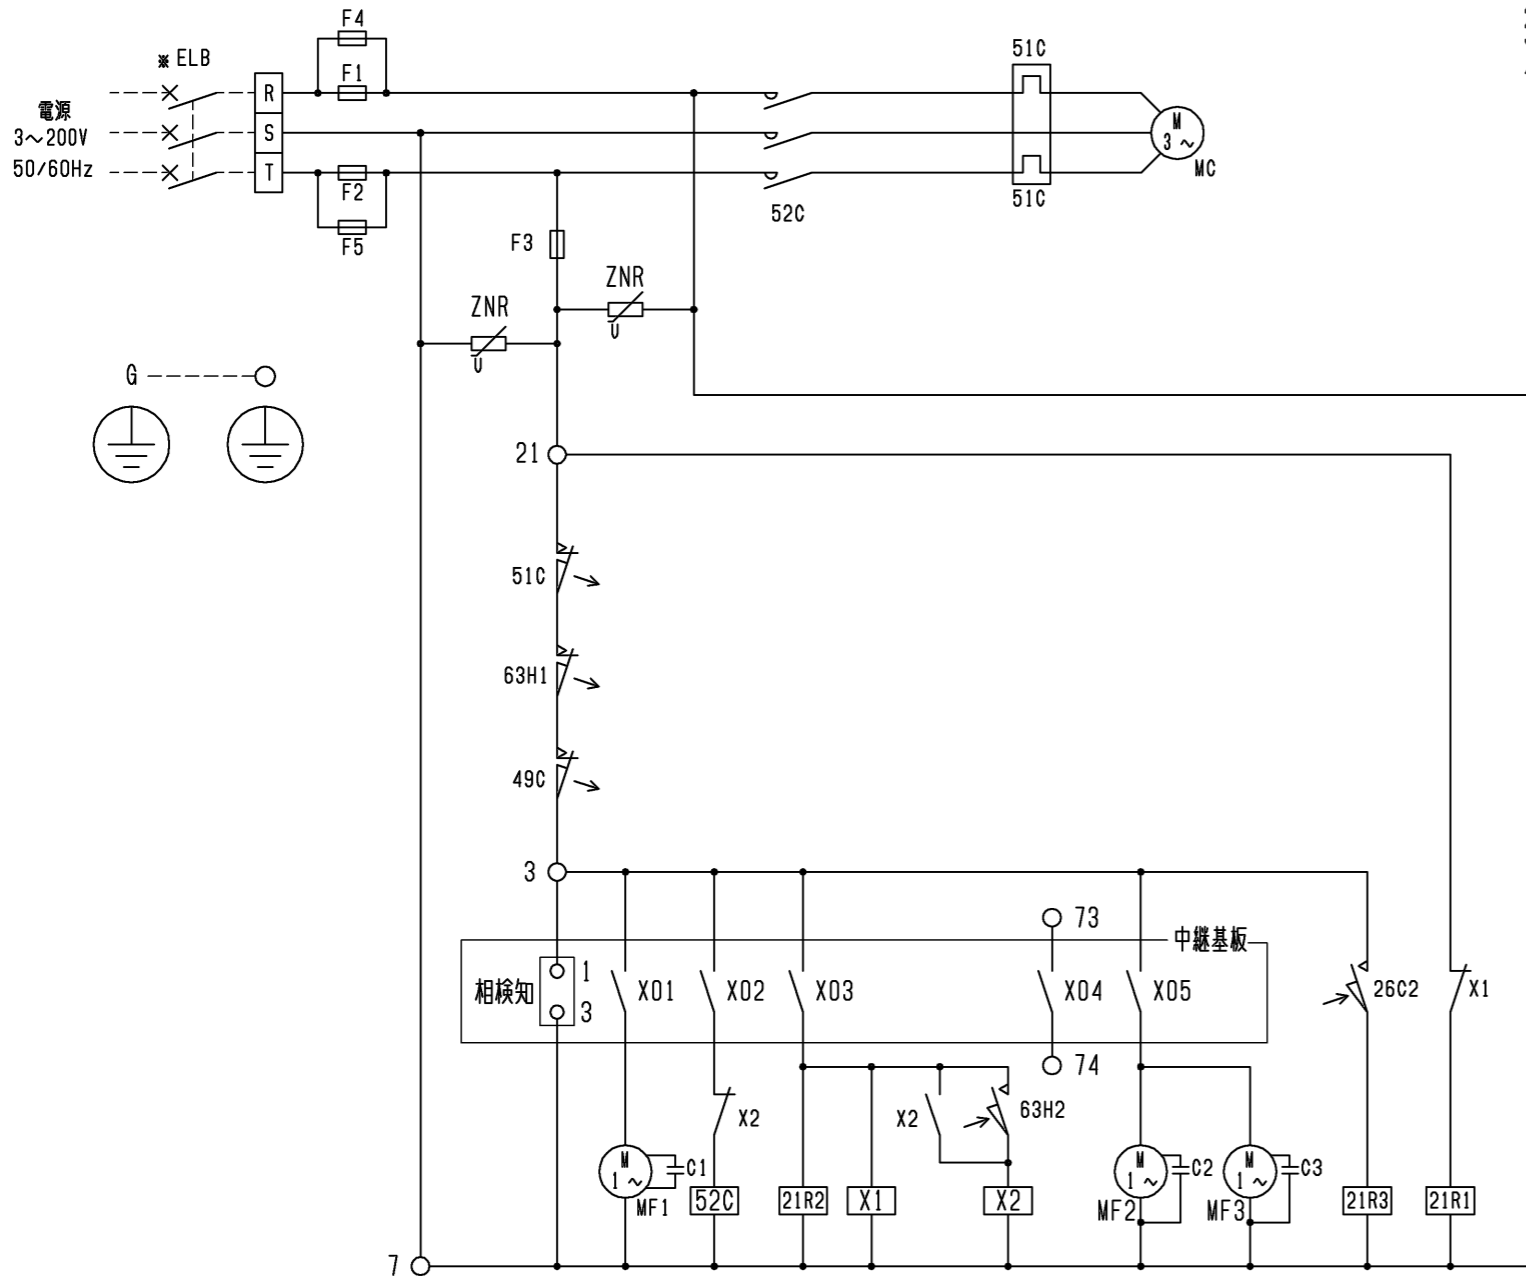 F4
※ELB
51C
F1
R
電源
3〜200V
S
M
3 ~
50/60Hz
T
MC
F2
51C
52C
F5
F3
ZNR
ZNR
U
U
G
21
51C
63H1
49C
3
73
中継基板
相検知
1
3
X01
X02
X03
X04
X05
26C2
X1
74
X2
X2
63H2
M
1 ~
C1
MF1
52C
21R2
X1
X2
M
1 ~
C2
MF2
M
1 ~
C3
MF3
21R3
21R1
7